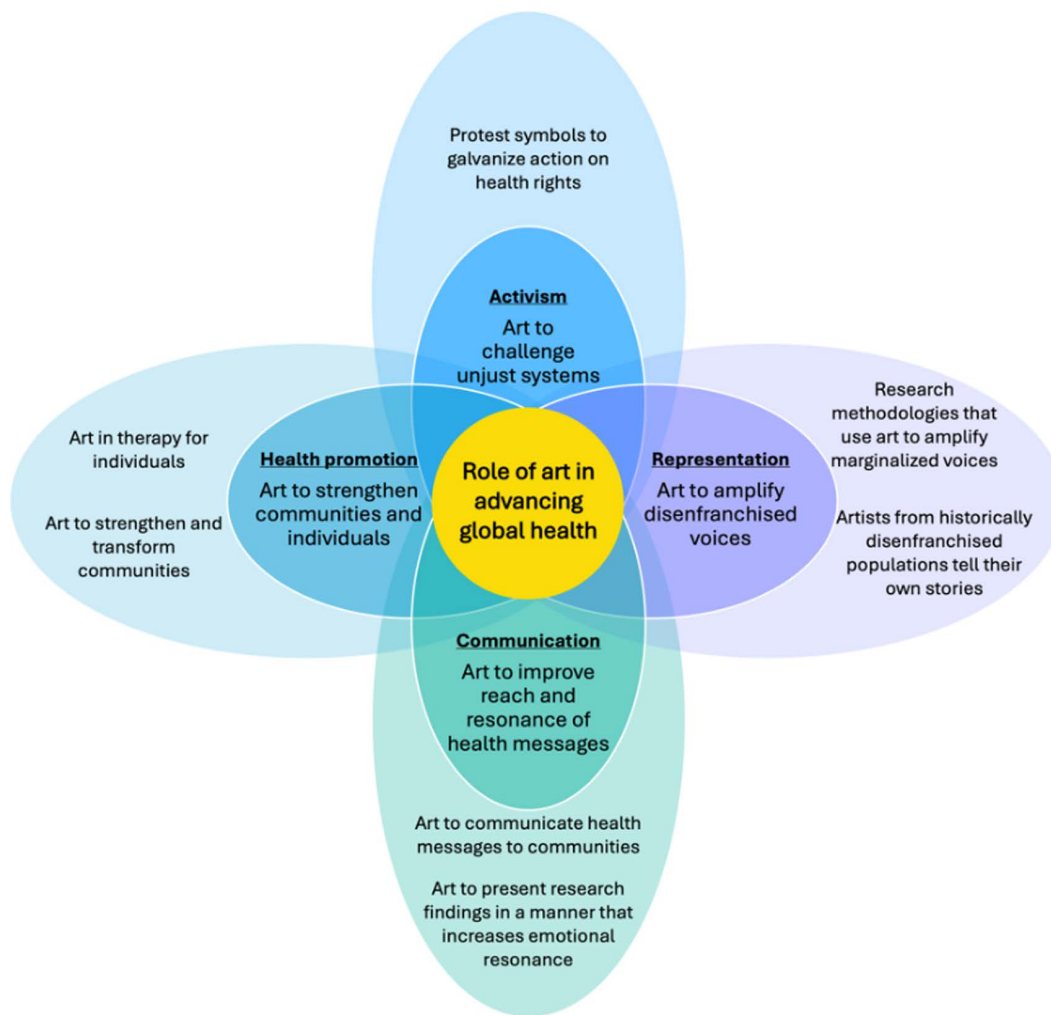 Protest symbols to
galvanize action on
health rights
Activism
Art to
challenge
unjust systems
Art in therapy for
individuals
Art to strengthen and
transform
communities
Health promotion
Art to strengthen
communities and
individuals
Role of art in
advancing
global health
Representation
Art to amplify
disenfranchised
voices
Research
methodologies that
use art to amplify
marginalized voices
Artists from historically
disenfranchised
populations tell their
own stories
Communication
Art to improve
reach and
resonance of
health messages
Art to communicate health
messages to communities
Art to present research
findings in a manner that
increases emotional
resonance